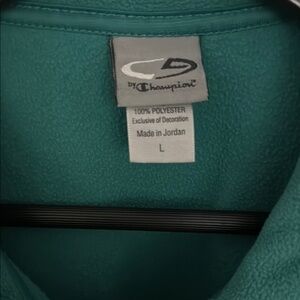 by Champion
100% POLYESTER
Exclusive of Decoration
Made in Jordan
L